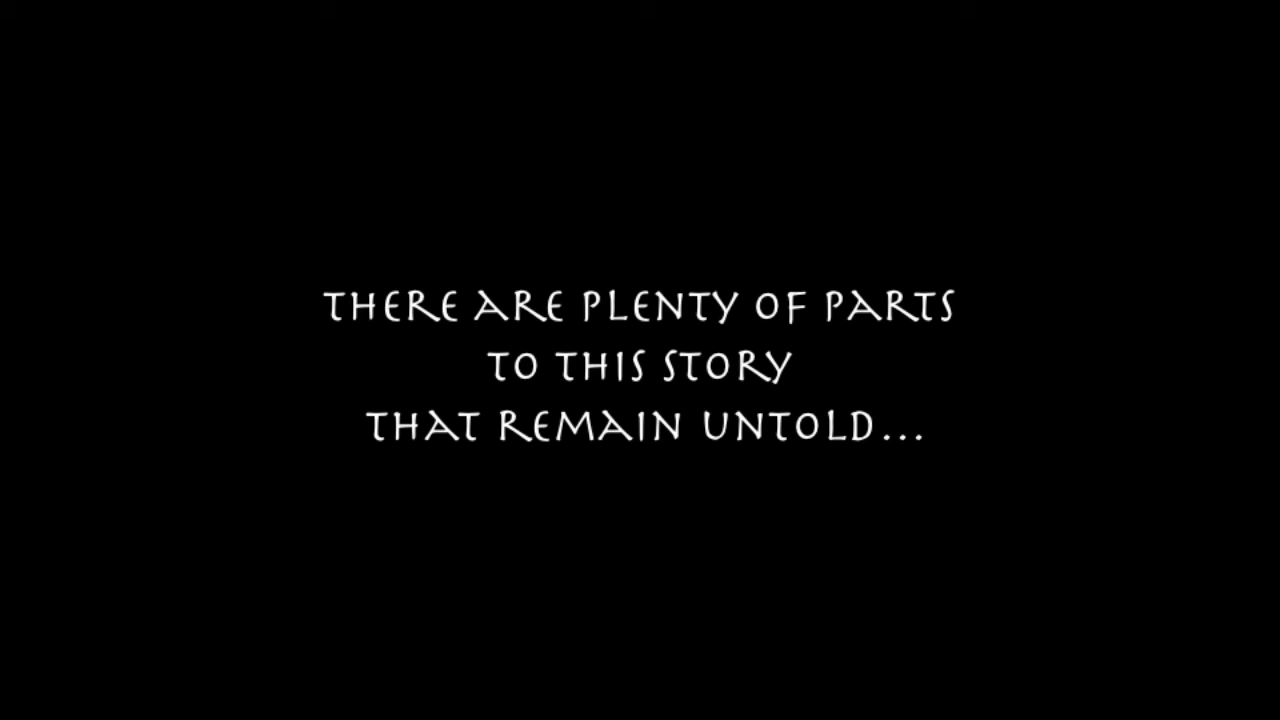 THERE ARE PLENTY OF PARTS
TO THIS STORY
THAT REMAIN UNTOLD...